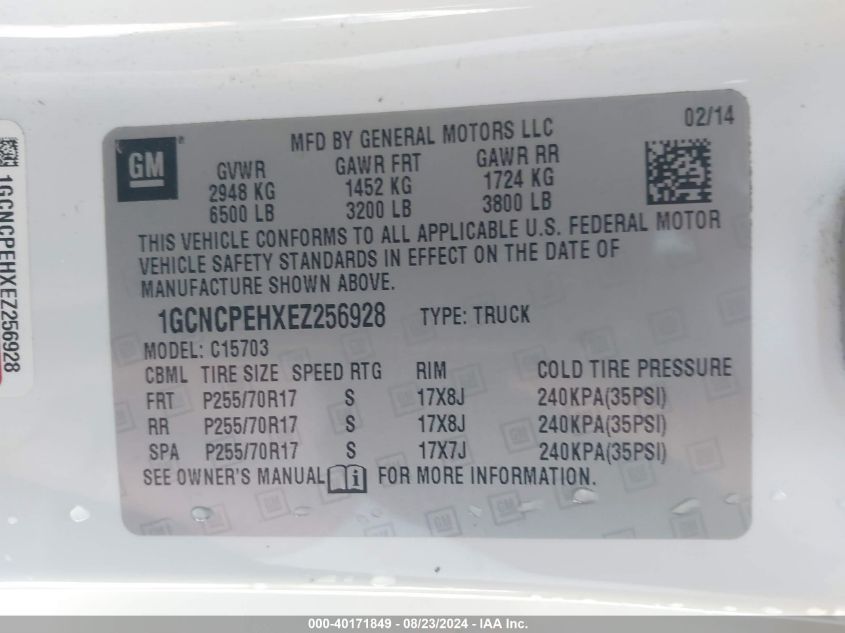 02/14
MFD BY GENERAL MOTORS LLC
GM
GVWR GAWR FRT GAWR RR
2948 KG 1452 KG 1724 KG
6500 LB 3200 LB 3800 LB
THIS VEHICLE CONFORMS TO ALL APPLICABLE U.S. FEDERAL MOTOR
VEHICLE SAFETY STANDARDS IN EFFECT ON THE DATE OF
MANUFACTURE SHOWN ABOVE.
1GCNCPEHXEZ256928 TYPE: TRUCK
MODEL: C15703
CBML TIRE SIZE SPEED RTG RIM COLD TIRE PRESSURE
FRT P255/70R17 S 17X8J 240KPA(35PSI)
RR P255/70R17 S 17X8J 240KPA(35PSI)
SPA P255/70R17 S 17X7J 240KPA(35PSI)
SEE OWNER'S MANUAL FOR MORE INFORMATION.
1GCNCPEHXEZ256928
000-40171849 - 08/23/2024 - IAA Inc.